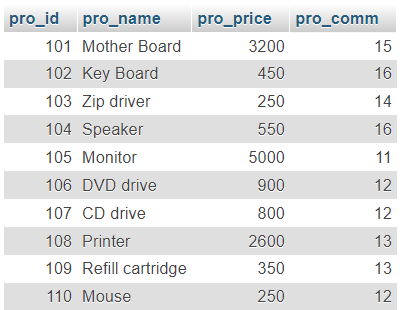 pro_id pro_name pro_price pro_comm
101 Mother Board 3200 15
102 Key Board 450 16
103 Zip driver 250 14
104 Speaker 550 16
105 Monitor 5000 11
106 DVD drive 900 12
107 CD drive 800 12
108 Printer 2600 13
109 Refill cartridge 350 13
110 Mouse 250 12